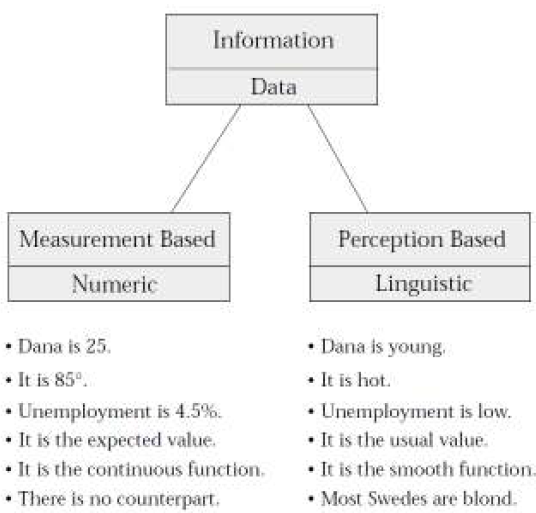 Information
Data
Measurement Based
Numeric
Perception Based
Linguistic
• Dana is 25.
• It is 85°.
• Unemployment is 4.5%.
• It is the expected value.
• It is the continuous function.
• There is no counterpart.
• Dana is young.
• It is hot.
• Unemployment is low.
• It is the usual value.
• It is the smooth function.
• Most Swedes are blond.